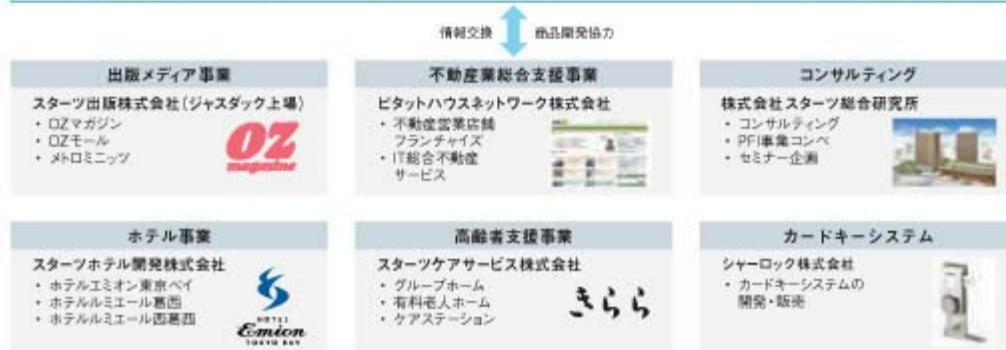 情報交換
商品開発協力
出版メディア事業
スターツ出版株式会社(ジャスダック上場)
・ OZマガジン
・ OZモール
・ メトロミニッツ
OZ
magazine
不動産業総合支援事業
ピタットハウスネットワーク株式会社
・ 不動産営業店舗
フランチャイズ
・ IT総合不動産
サービス
コンサルティング
株式会社スターツ総合研究所
・ コンサルティング
・ PFI事業コンペ
・ セミナー企画
ホテル事業
スターツホテル開発株式会社
・ ホテルエミオン東京ベイ
・ ホテルルミエール葛西
・ ホテルルミエール西葛西
HOTEL
Emion
TOKYO BAY
高齢者支援事業
スターツケアサービス株式会社
・ グループホーム
・ 有料老人ホーム
・ ケアステーション
きらら
カードキーシステム
シャーロック株式会社
・ カードキーシステムの
開発・販売